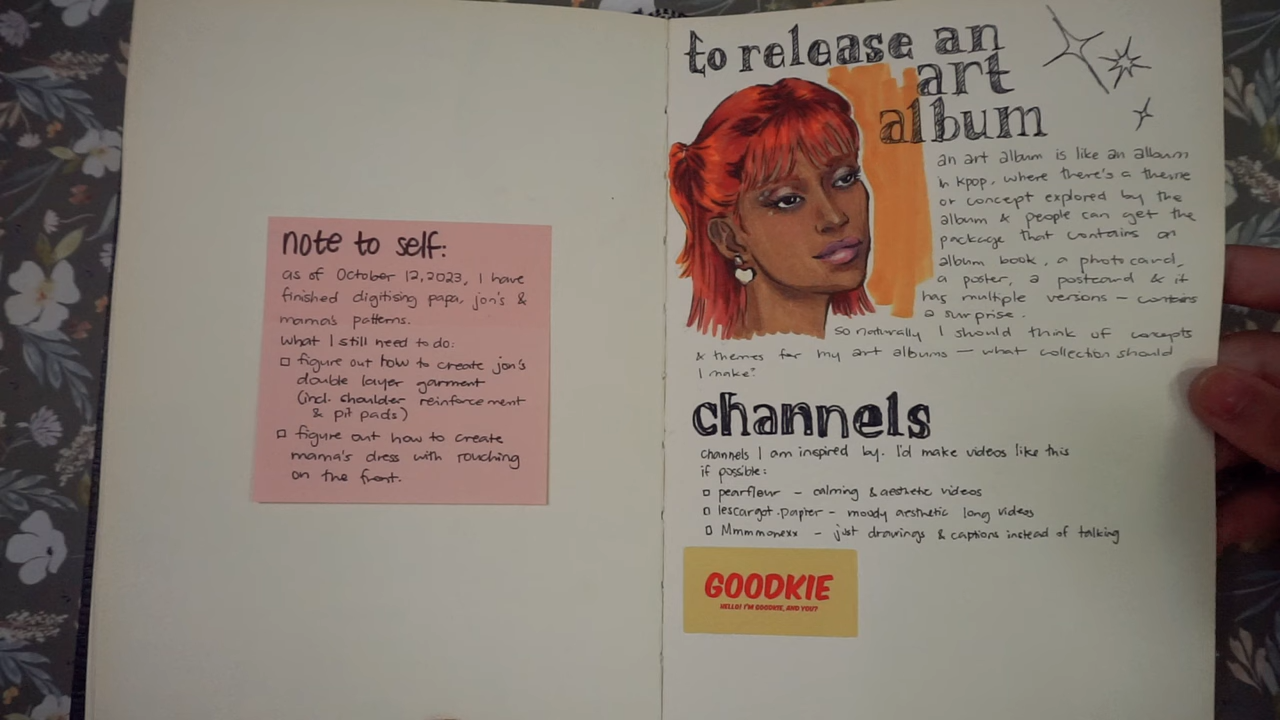 note to self:
as of October 12, 2023, I have
finished digitising papa, jon's &
mama's patterns.
what I still need to do:
figure out how to create jon's
double layer garment
(incl. shoulder reinforcement
& pit pads)
figure out how to create
mama's dress with rouching
on the front.
to release an
art
album
an art album is like an album
in kpop, where there's a theme
or concept explored by the
album & people can get the
package that contains an
album book, a photocard,
a poster, a postcard & it
has multiple versions — contains
a surprise.
so naturally I should think of concepts
& themes for my art albums — what collection should
I make?
channels
channels I am inspired by. I'd make videos like this
if possible:
pearfleur – calming & aesthetic videos
lescargot.papier – moody aesthetic long videos
Mmmmonexx – just drawings & captions instead of talking
GOODKIE
HELLO! I'M GOODKIE, AND YOU?